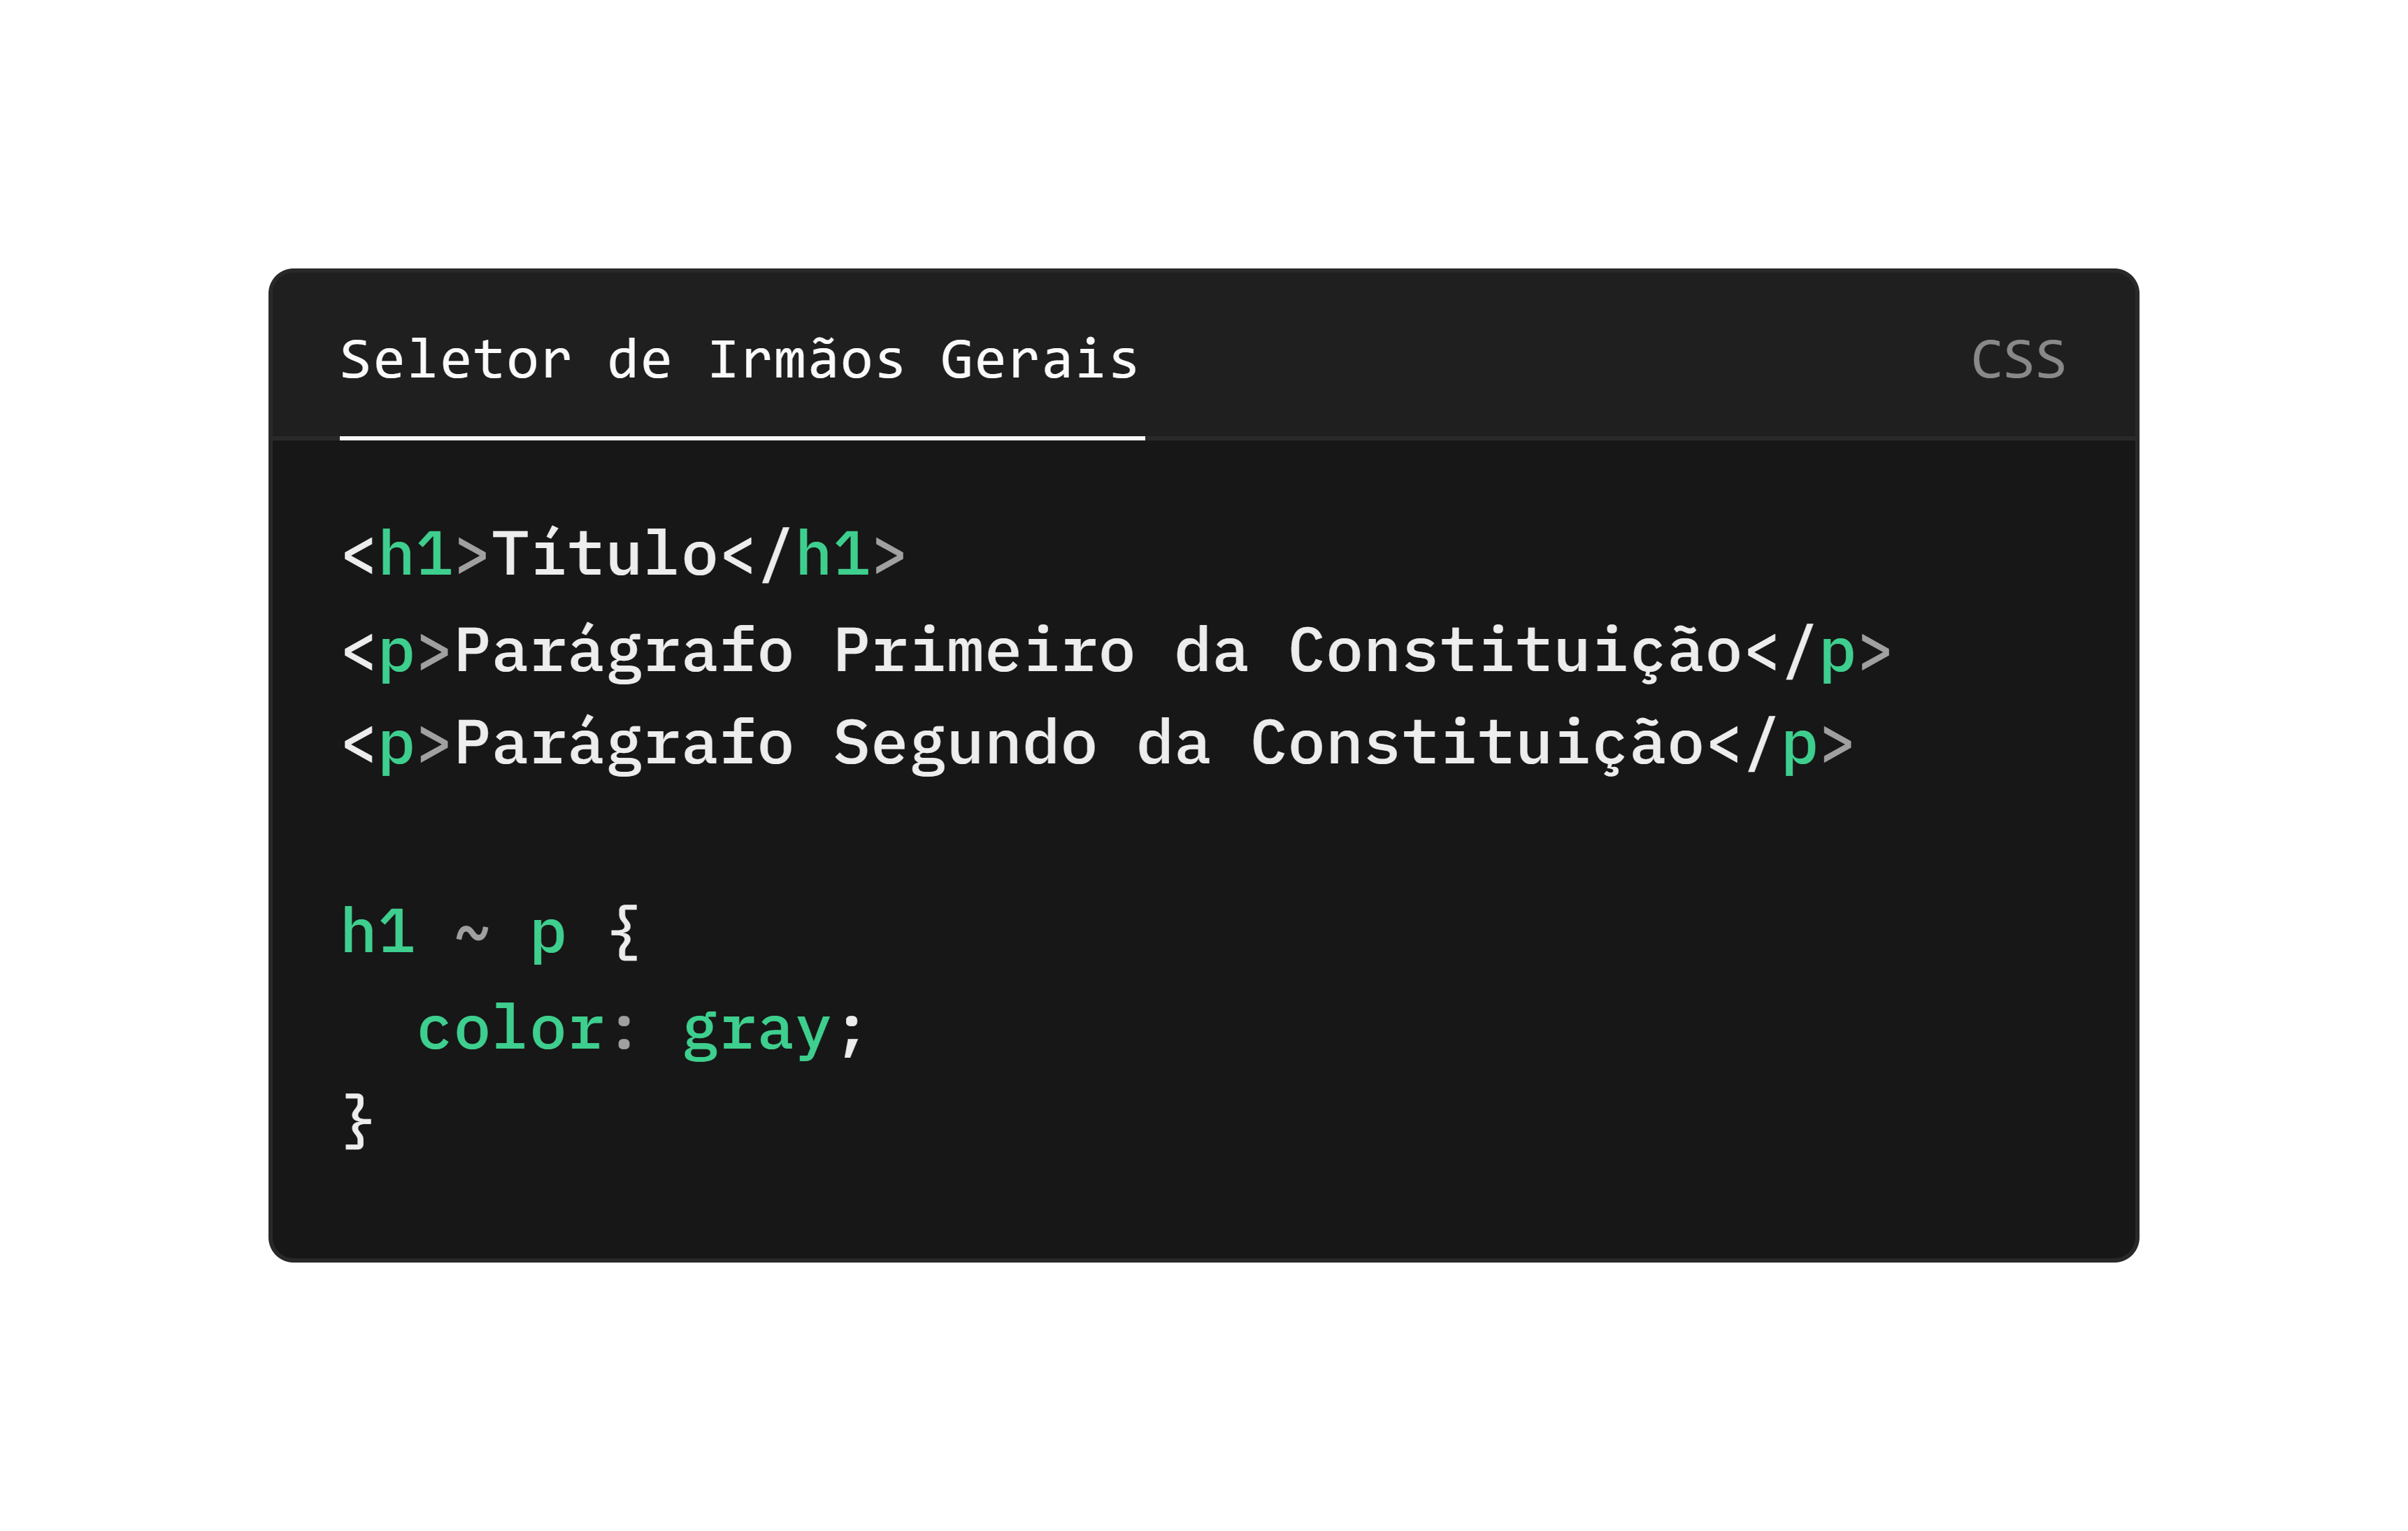 Seletor de Irmãos Gerais
CSS
<h1>Título</h1>
<p>Parágrafo Primeiro da Constituição</p>
<p>Parágrafo Segundo da Constituição</p>
h1 ~ p {
  color: gray;
}